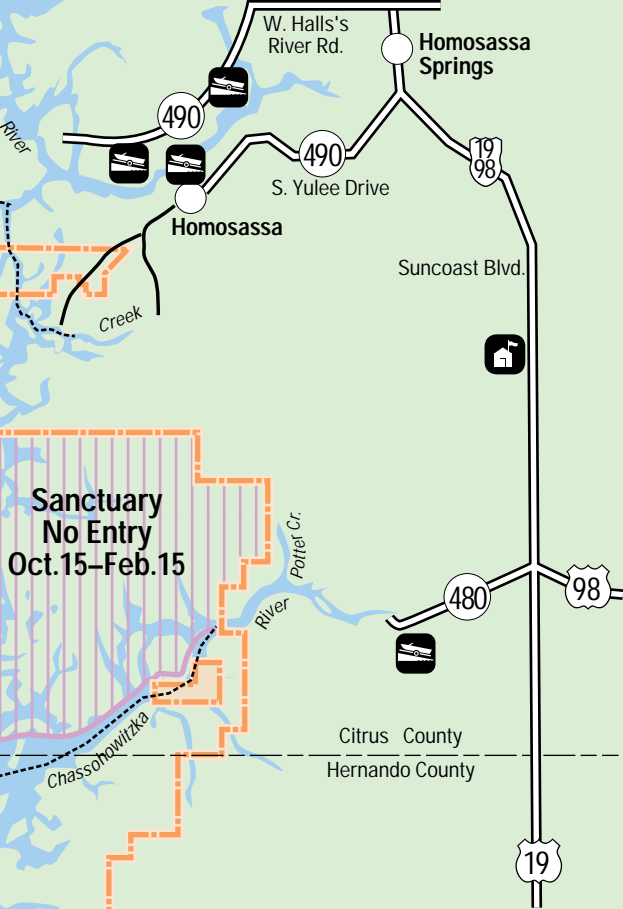 W. Halls's
River Rd.
Homosassa
Springs
490
River
490
19
98
S. Yulee Drive
Homosassa
Suncoast Blvd.
Creek
Sanctuary
No Entry
Oct.15–Feb.15
Potter Cr.
River
480
98
Chassohowitzka
Citrus County
Hernando County
19